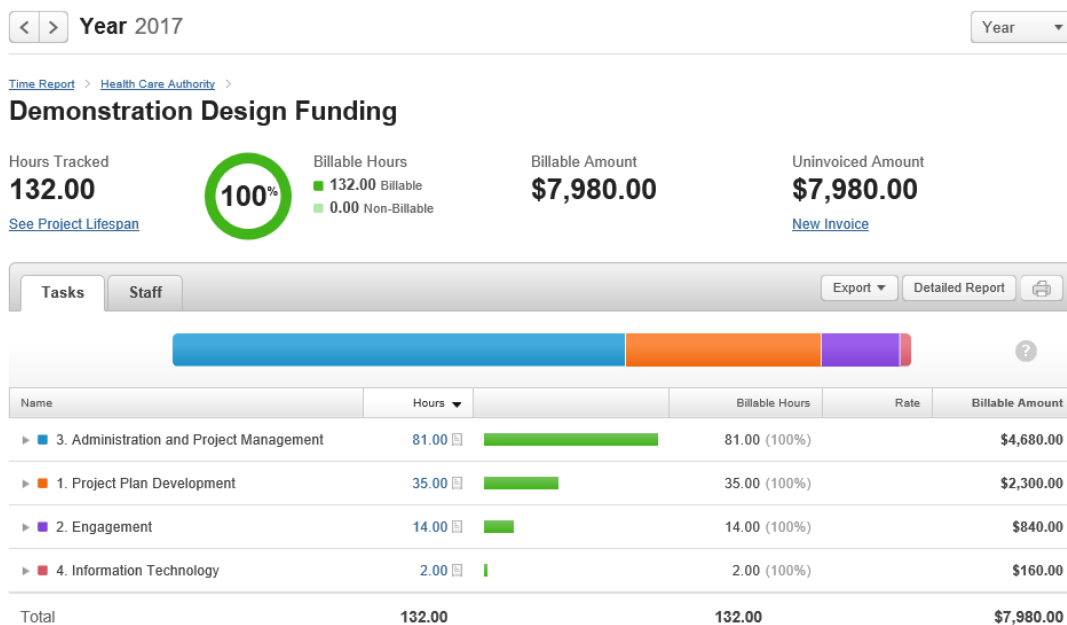 < > Year 2017 Year
Time Report > Health Care Authority >
Demonstration Design Funding
Hours Tracked Billable Hours Billable Amount Uninvoiced Amount
132.00 100% 132.00 Billable $7,980.00 $7,980.00
0.00 Non-Billable
See Project Lifespan New Invoice
Tasks Staff Export Detailed Report
?
Name Hours Billable Hours Rate Billable Amount
3. Administration and Project Management 81.00 81.00 (100%) $4,680.00
1. Project Plan Development 35.00 35.00 (100%) $2,300.00
2. Engagement 14.00 14.00 (100%) $840.00
4. Information Technology 2.00 2.00 (100%) $160.00
Total 132.00 132.00 $7,980.00